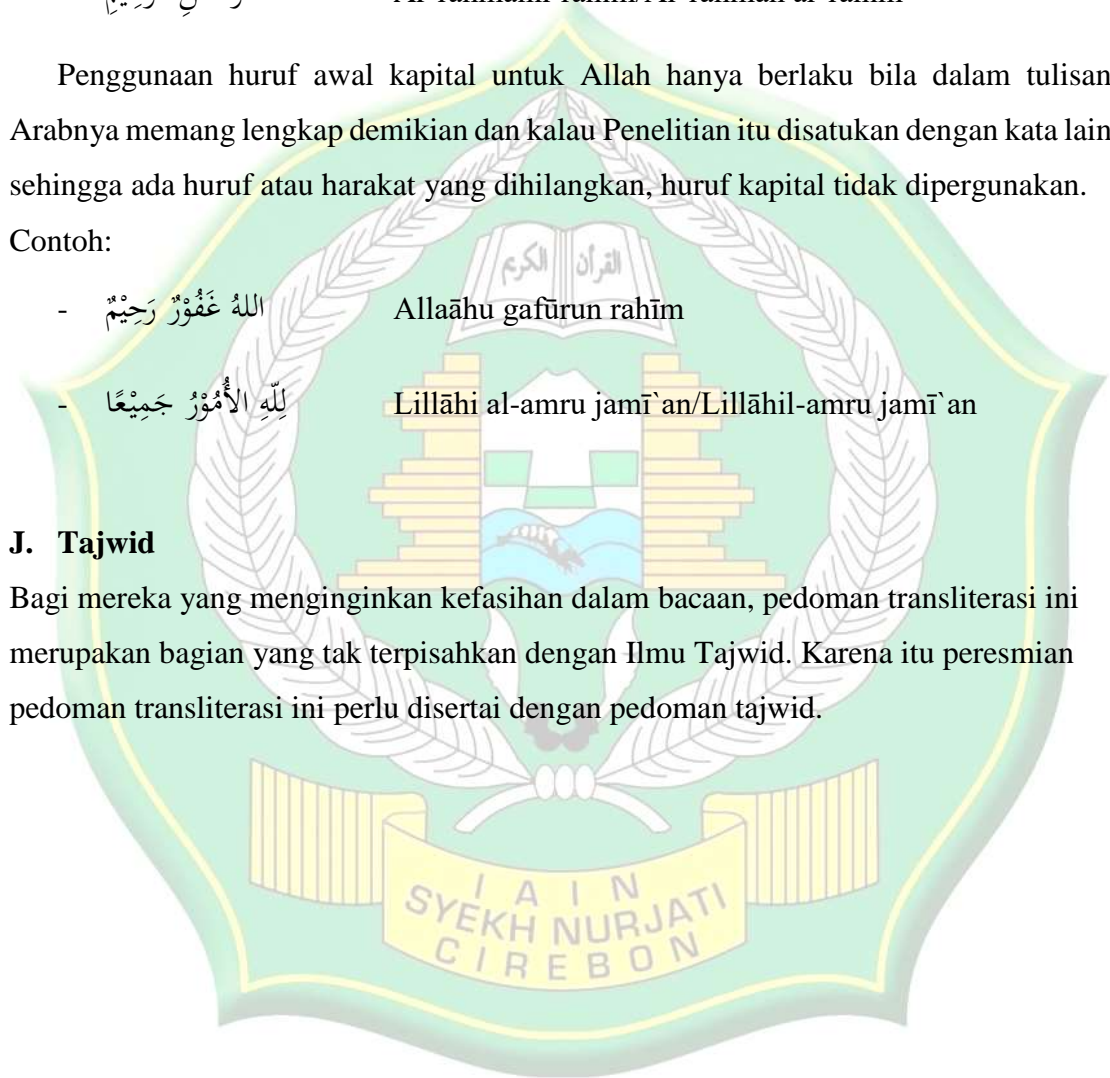 Penggunaan huruf awal kapital untuk Allah hanya berlaku bila dalam tulisan
Arabnya memang lengkap demikian dan kalau Penelitian itu disatukan dengan kata lain
sehingga ada huruf atau harakat yang dihilangkan, huruf kapital tidak dipergunakan.
Contoh:
القرأن الكريم
- اللهُ غَفُوْرٌ رَحِيْمٌ Allaāhu gafūrun rahīm
- لِلّهِ الأُمُوْرُ جَمِيْعًا Lillāhi al-amru jamī`an/Lillāhil-amru jamī`an
J. Tajwid
Bagi mereka yang menginginkan kefasihan dalam bacaan, pedoman transliterasi ini
merupakan bagian yang tak terpisahkan dengan Ilmu Tajwid. Karena itu peresmian
pedoman transliterasi ini perlu disertai dengan pedoman tajwid.
IAIN
SYEKH NURJATI
CIREBON